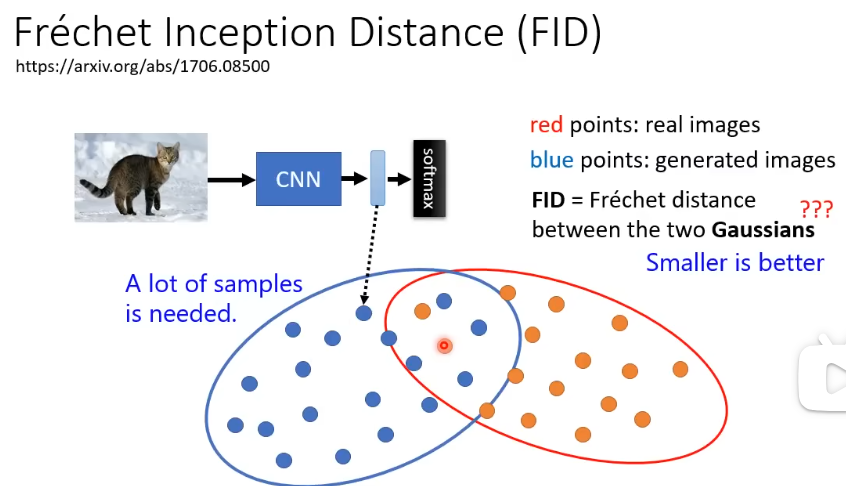 Fréchet Inception Distance (FID)
https://arxiv.org/abs/1706.08500
red points: real images
blue points: generated images
CNN
softmax
FID = Fréchet distance
between the two Gaussians
???
Smaller is better
A lot of samples
is needed.